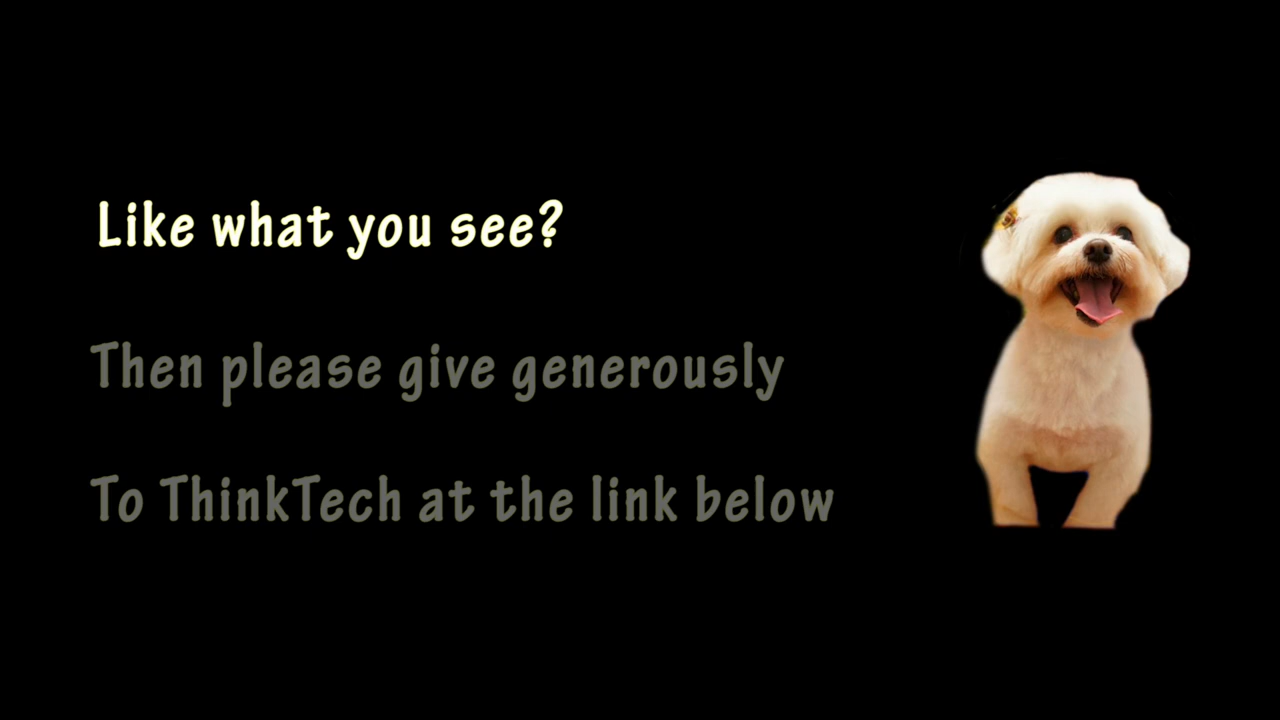 Like what you see?
Then please give generously
To ThinkTech at the link below